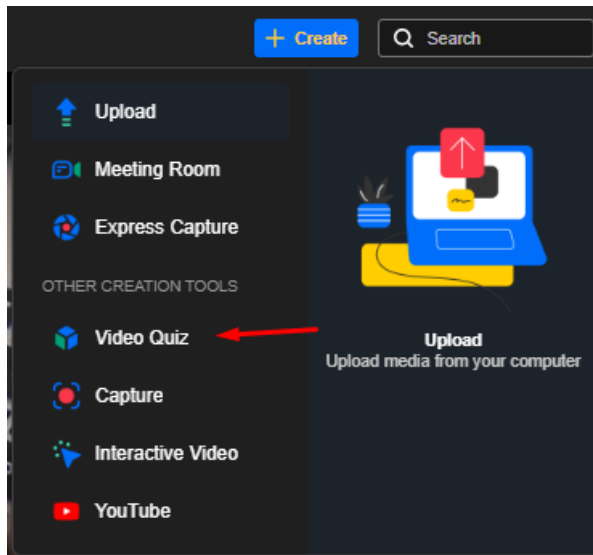 + Create
Search
Upload
Meeting Room
Express Capture
OTHER CREATION TOOLS
Video Quiz
Capture
Interactive Video
YouTube
Upload
Upload media from your computer